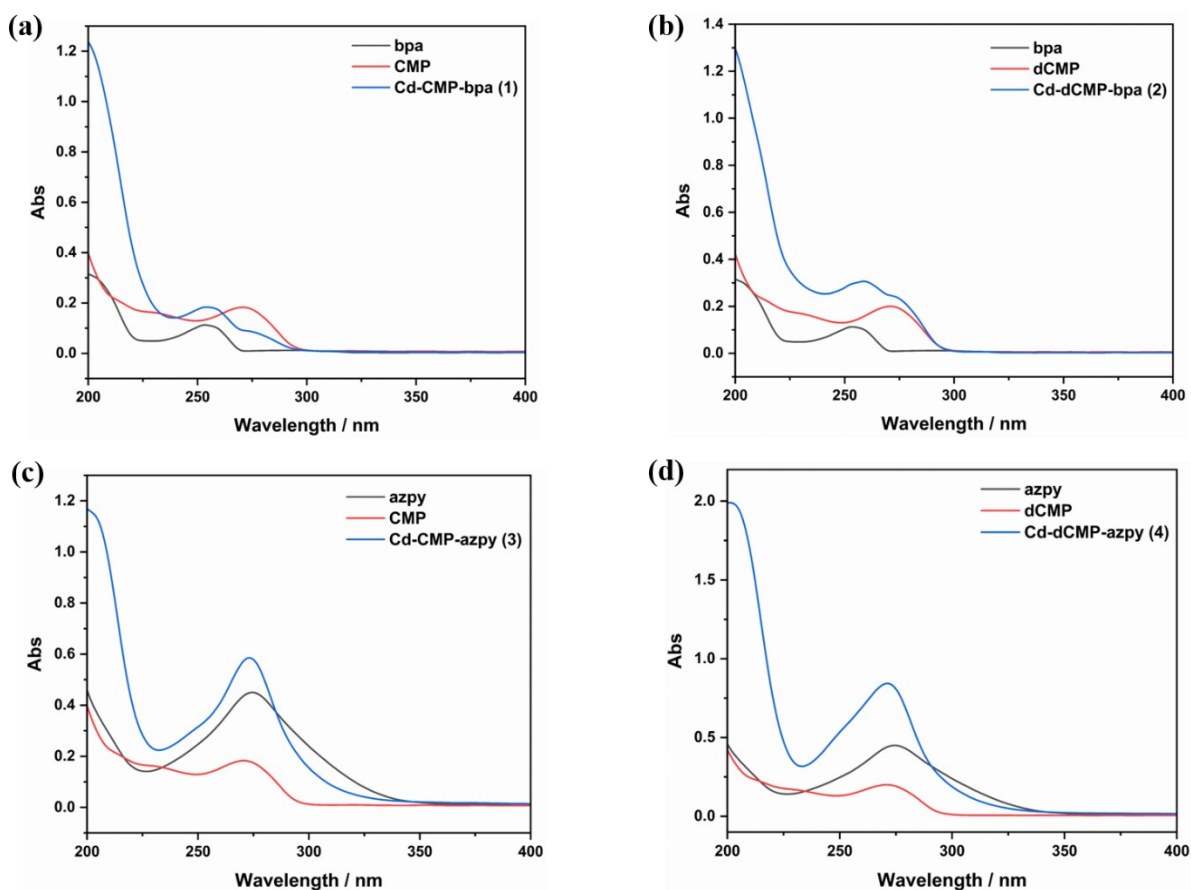 (a)
bpa
CMP
Cd-CMP-bpa (1)
1.2
1.0
0.8
0.6
0.4
0.2
0.0
Abs
200 250 300 350 400
Wavelength / nm
(b)
bpa
dCMP
Cd-dCMP-bpa (2)
1.4
1.2
1.0
0.8
0.6
0.4
0.2
0.0
Abs
200 250 300 350 400
Wavelength / nm
(c)
azpy
CMP
Cd-CMP-azpy (3)
1.2
1.0
0.8
0.6
0.4
0.2
0.0
Abs
200 250 300 350 400
Wavelength / nm
(d)
azpy
dCMP
Cd-dCMP-azpy (4)
2.0
1.5
1.0
0.5
0.0
Abs
200 250 300 350 400
Wavelength / nm